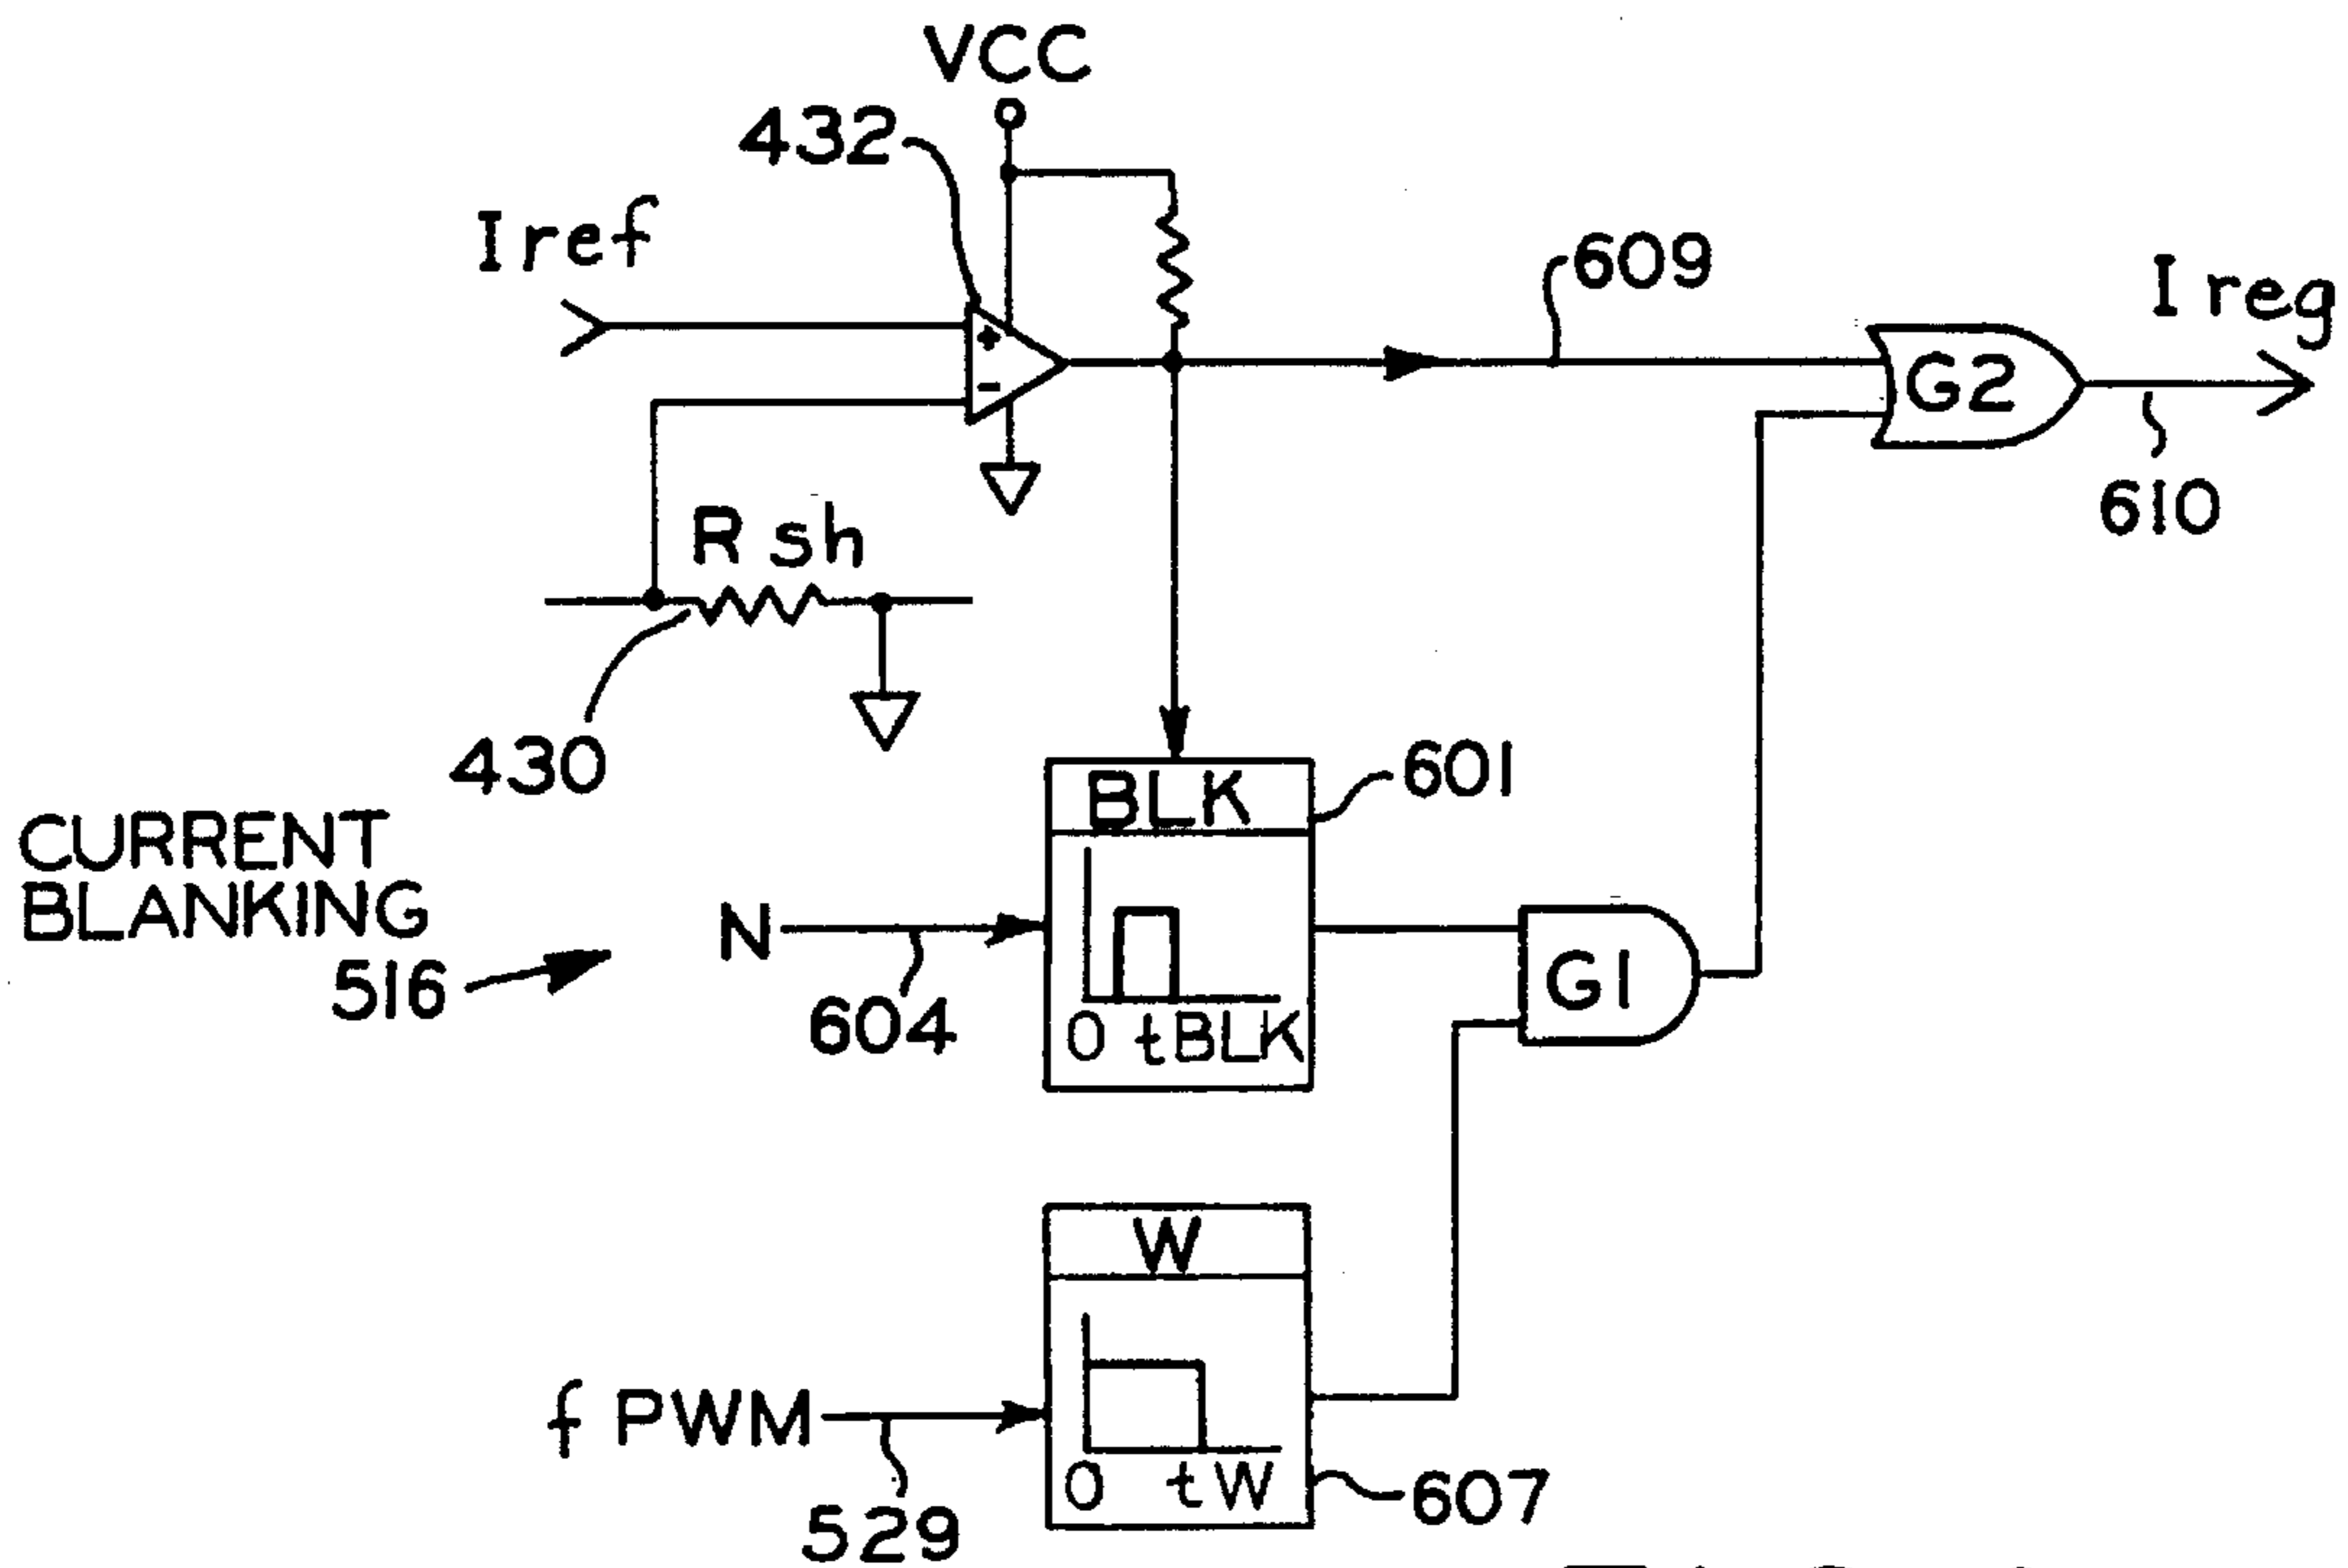 VCC
432
Iref
609
Ireg
+
-
G2
610
R sh
430
BLK
601
CURRENT
BLANKING
516
N
604
0 tBLK
G1
W
f PWM
529
0 tW
607